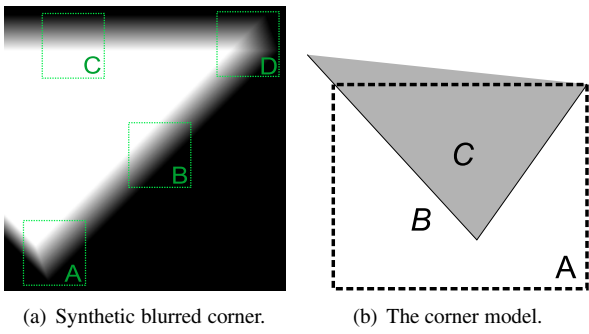 C
D
B
A
C
B
A
(a) Synthetic blurred corner.
(b) The corner model.